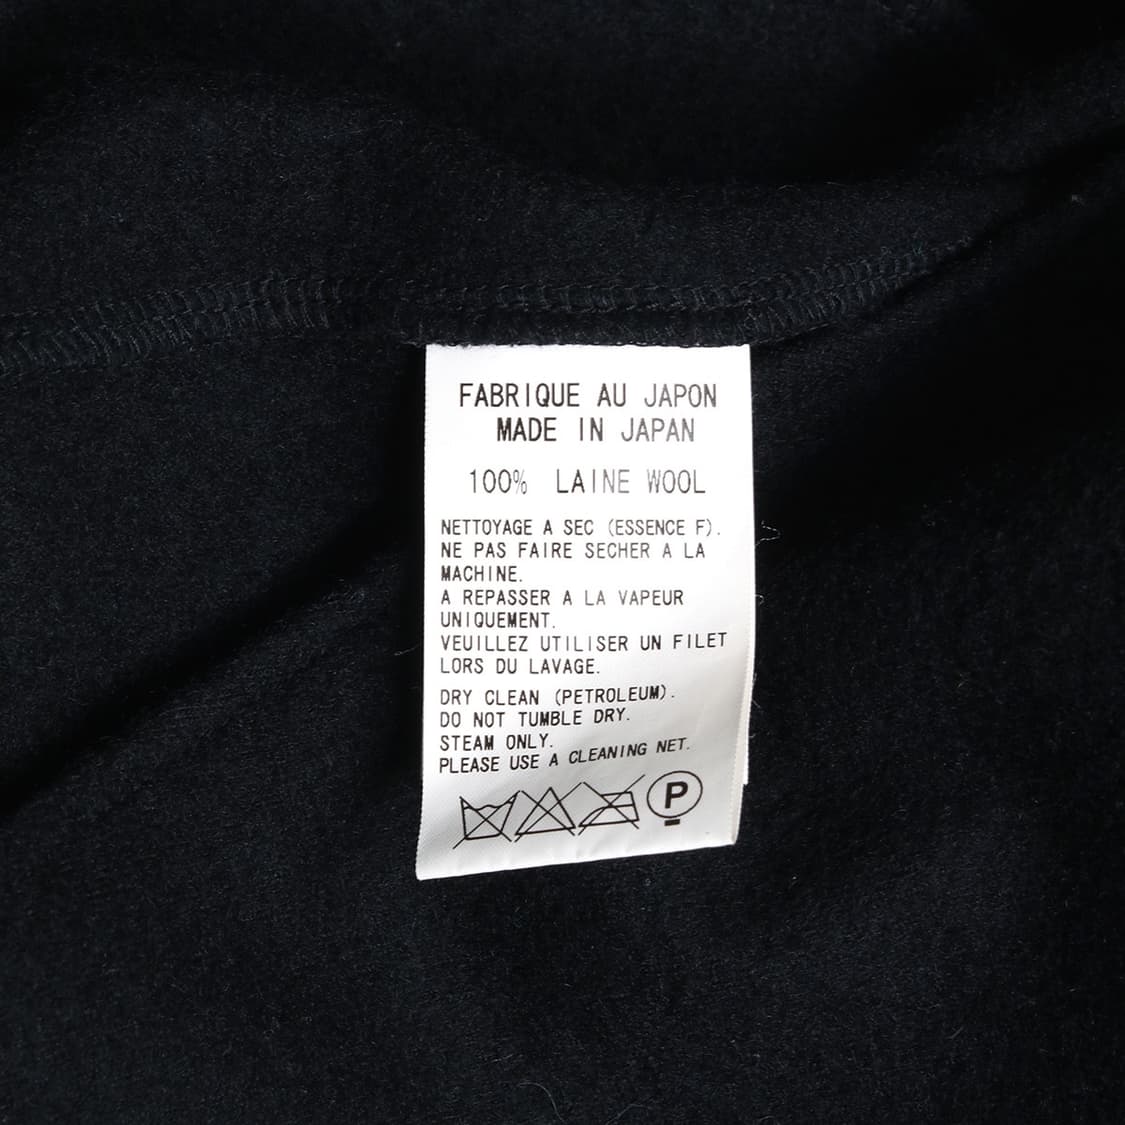 FABRIQUE AU JAPON
MADE IN JAPAN
100% LAINE WOOL
NETTOYAGE A SEC (ESSENCE F).
NE PAS FAIRE SECHER A LA
MACHINE.
A REPASSER A LA VAPEUR
UNIQUEMENT.
VEUILLEZ UTILISER UN FILET
LORS DU LAVAGE.
DRY CLEAN (PETROLEUM).
DO NOT TUMBLE DRY.
STEAM ONLY.
PLEASE USE A CLEANING NET.
P